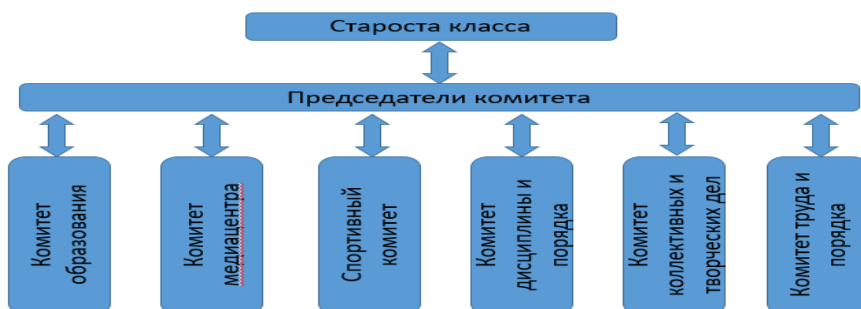 Староста класса
Председатели комитета
Комитет
образования
Комитет
медиацентра
Спортивный
комитет
Комитет
дисциплины и
порядка
Комитет
коллективных и
творческих дел
Комитет труда и
порядка